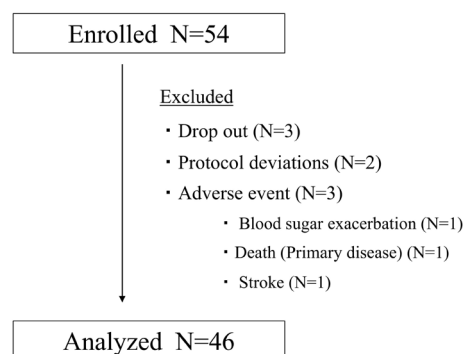 Enrolled N=54
Excluded
・Drop out (N=3)
・Protocol deviations (N=2)
・Adverse event (N=3)
・Blood sugar exacerbation (N=1)
・Death (Primary disease) (N=1)
・Stroke (N=1)
Analyzed N=46